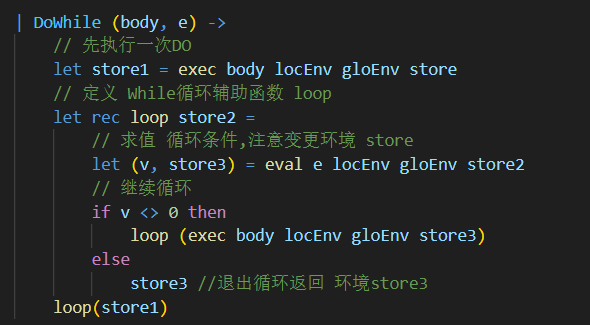 | DoWhile (body, e) ->
// 先执行一次DO
let store1 = exec body locEnv gloEnv store
// 定义 While循环辅助函数 loop
let rec loop store2 =
// 求值 循环条件,注意变更环境 store
let (v, store3) = eval e locEnv gloEnv store2
// 继续循环
if v <> 0 then
loop (exec body locEnv gloEnv store3)
else
store3 //退出循环返回 环境store3
loop(store1)